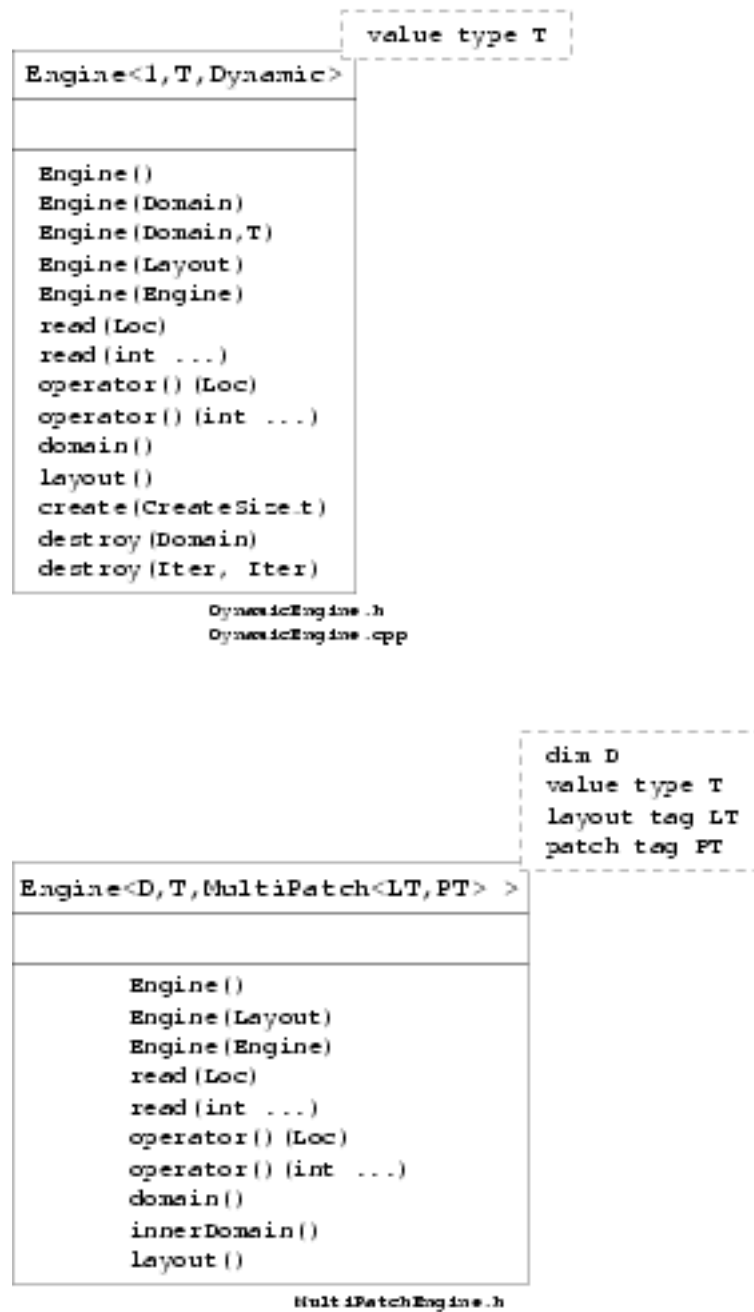 value type T
Engine<1,T,Dynamic>
Engine()
Engine(Domain)
Engine(Domain,T)
Engine(Layout)
Engine(Engine)
read(Loc)
read(int ...)
operator()(Loc)
operator()(int ...)
domain()
layout()
create(CreateSize_t)
destroy(Domain)
destroy(Iter, Iter)
DynamicEngine.h
DynamicEngine.cpp
dim D
value type T
layout tag LT
patch tag PT
Engine<D,T,MultiPatch<LT,PT> >
Engine()
Engine(Layout)
Engine(Engine)
read(Loc)
read(int ...)
operator()(Loc)
operator()(int ...)
domain()
innerDomain()
layout()
MultiPatchEngine.h